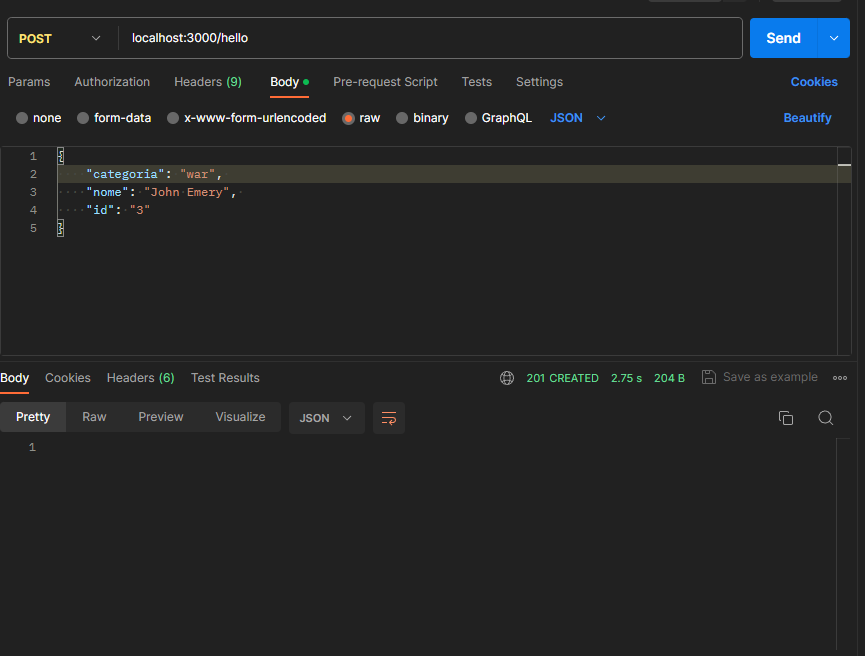 POST localhost:3000/hello Send
Params Authorization Headers (9) Body Pre-request Script Tests Settings Cookies
none form-data x-www-form-urlencoded raw binary GraphQL JSON Beautify
1 {
2 "categoria": "war",
3 "nome": "John Emery",
4 "id": "3"
5 }
Body Cookies Headers (6) Test Results 201 CREATED 2.75 s 204 B Save as example
Pretty Raw Preview Visualize JSON
1